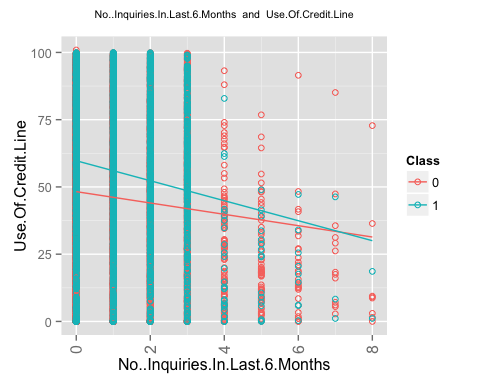 No..Inquiries.In.Last.6.Months and Use.Of.Credit.Line
100
75
50
25
0
Use.Of.Credit.Line
0 2 4 6 8
No..Inquiries.In.Last.6.Months
Class
0
1